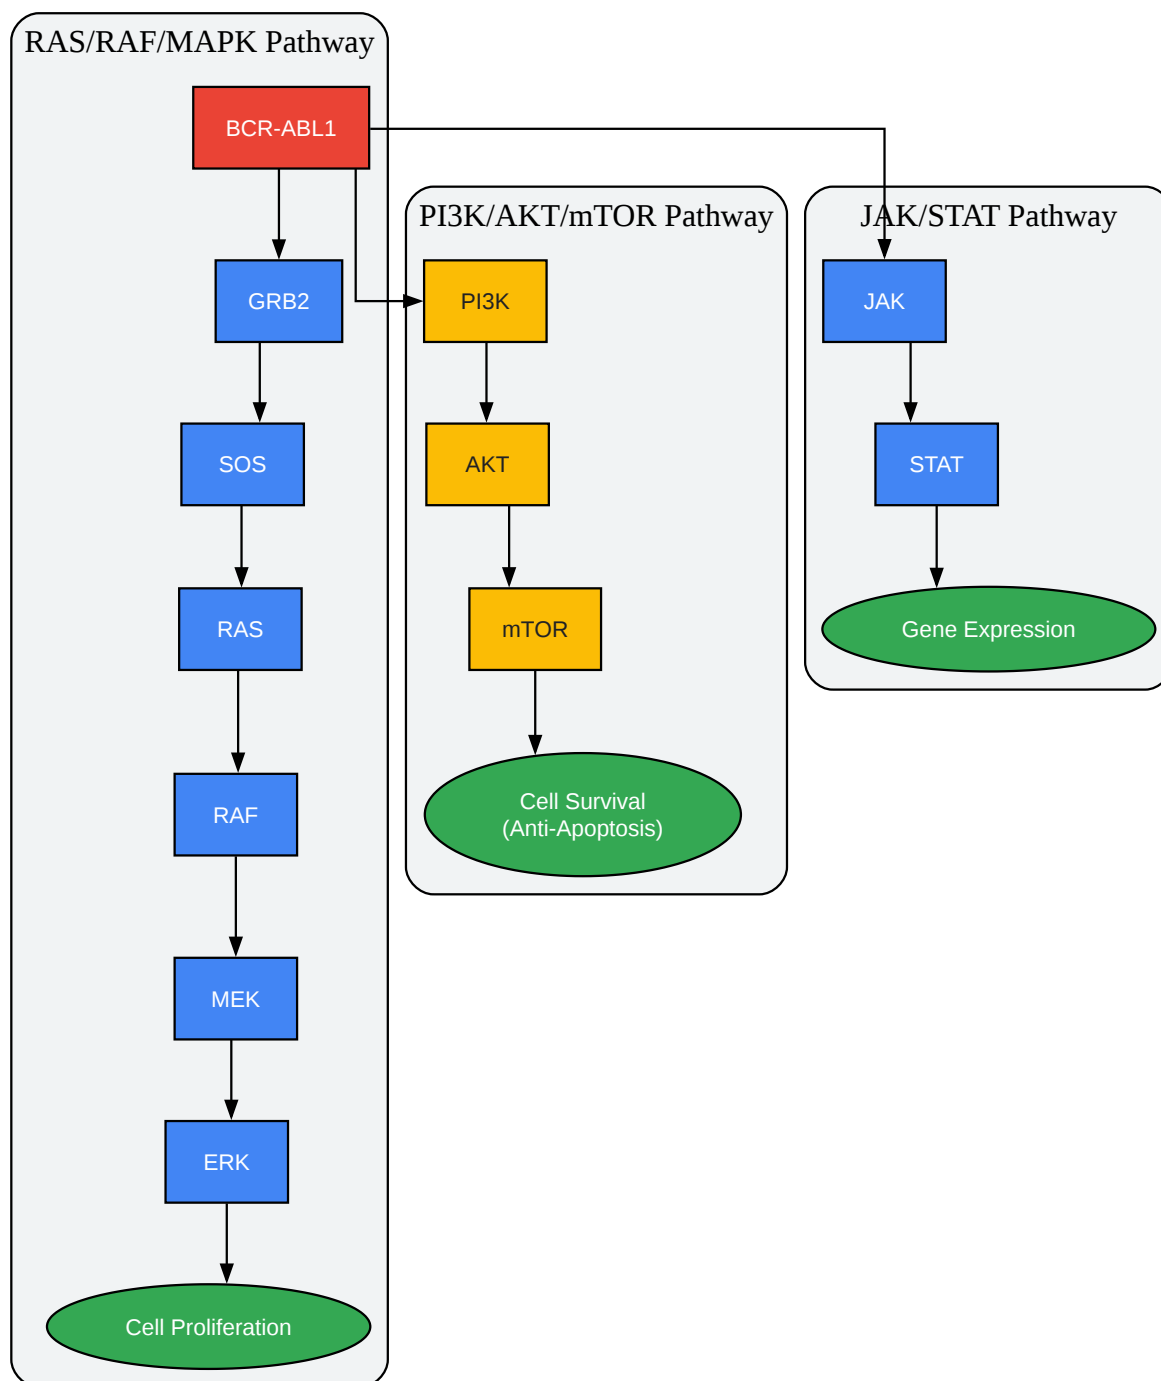 RAS/RAF/MAPK Pathway
BCR-ABL1
GRB2
SOS
RAS
RAF
MEK
ERK
Cell Proliferation
PI3K/AKT/mTOR Pathway
PI3K
AKT
mTOR
Cell Survival
(Anti-Apoptosis)
JAK/STAT Pathway
JAK
STAT
Gene Expression